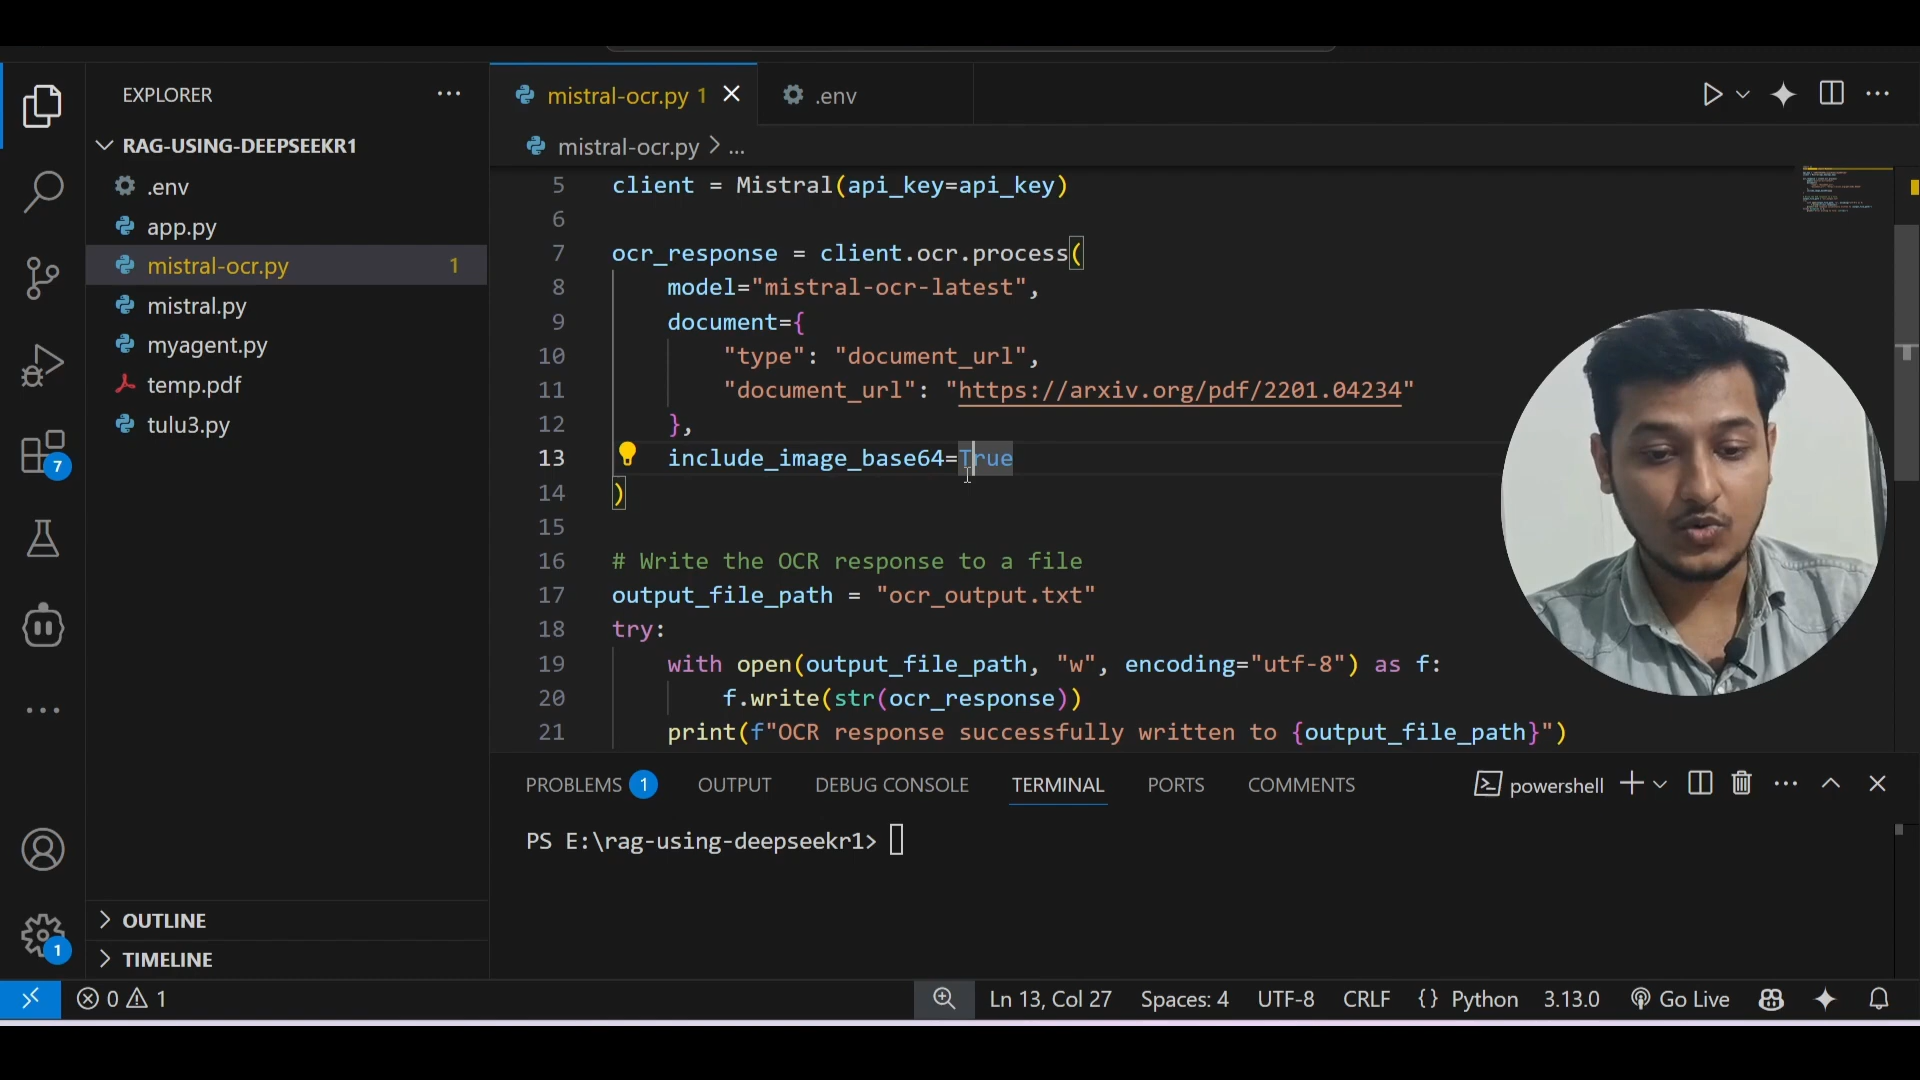 EXPLORER
RAG-USING-DEEPSEEKR1
.env
app.py
mistral-ocr.py 1
mistral.py
myagent.py
temp.pdf
tulu3.py
OUTLINE
TIMELINE
7
1
mistral-ocr.py 1
.env
mistral-ocr.py > ...
5 client = Mistral(api_key=api_key)
6
7 ocr_response = client.ocr.process(
8 model="mistral-ocr-latest",
9 document={
10 "type": "document_url",
11 "document_url": "https://arxiv.org/pdf/2201.04234"
12 },
13 include_image_base64=True
14 )
15
16 # Write the OCR response to a file
17 output_file_path = "ocr_output.txt"
18 try:
19 with open(output_file_path, "w", encoding="utf-8") as f:
20 f.write(str(ocr_response))
21 print(f"OCR response successfully written to {output_file_path}")
PROBLEMS 1 OUTPUT DEBUG CONSOLE TERMINAL PORTS COMMENTS powershell
PS E:\rag-using-deepseekr1>
0 1 Ln 13, Col 27 Spaces: 4 UTF-8 CRLF {} Python 3.13.0 Go Live